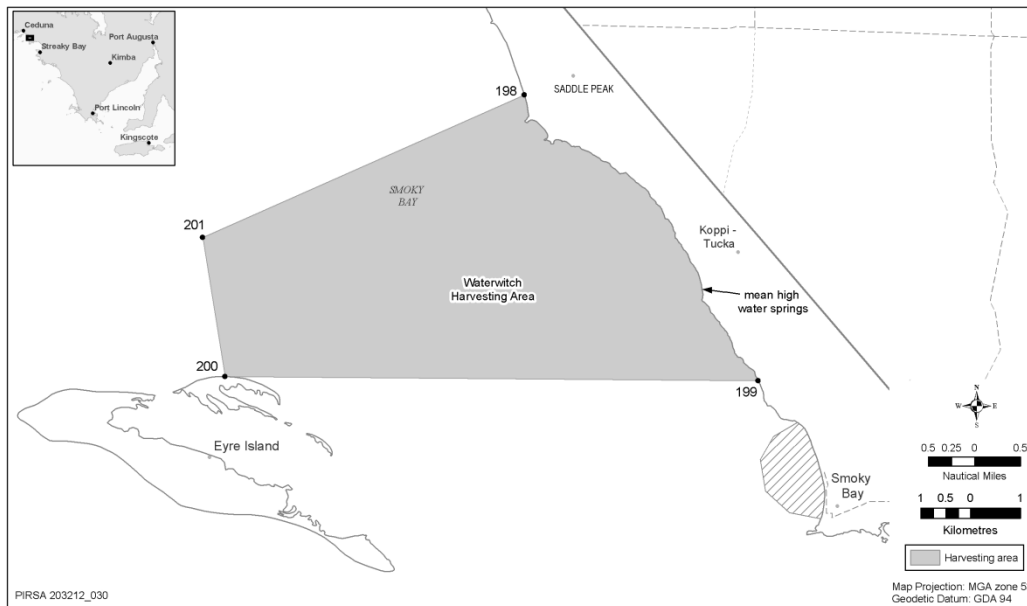 Ceduna
Streaky Bay
Port Augusta
Kimba
Port Lincoln
Kingscote
198
SADDLE PEAK
SMOKY
BAY
201
Koppi -
Tucka
Waterwitch
Harvesting Area
mean high
water springs
200
199
Eyre Island
Smoky
Bay
N
W
E
S
0.5 0.25 0 0.5
Nautical Miles
1 0.5 0 1
Kilometres
Harvesting area
Map Projection: MGA zone 5
Geodetic Datum: GDA 94
PIRSA 203212_030